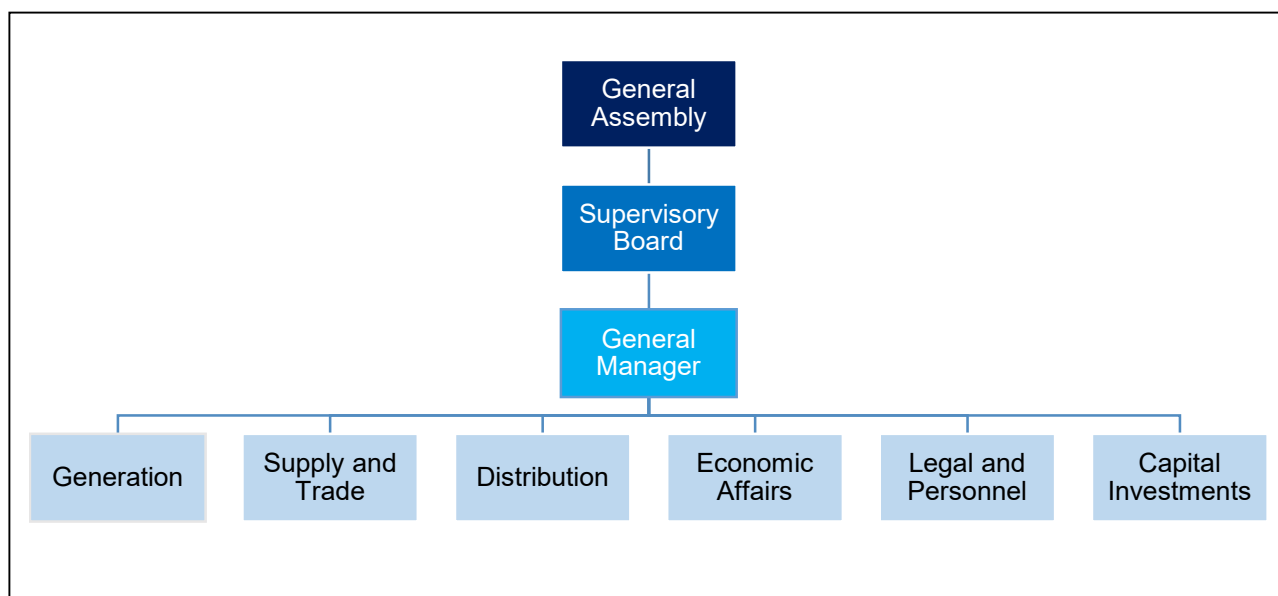 General
Assembly
Supervisory
Board
General
Manager
Generation
Supply and
Trade
Distribution
Economic
Affairs
Legal and
Personnel
Capital
Investments